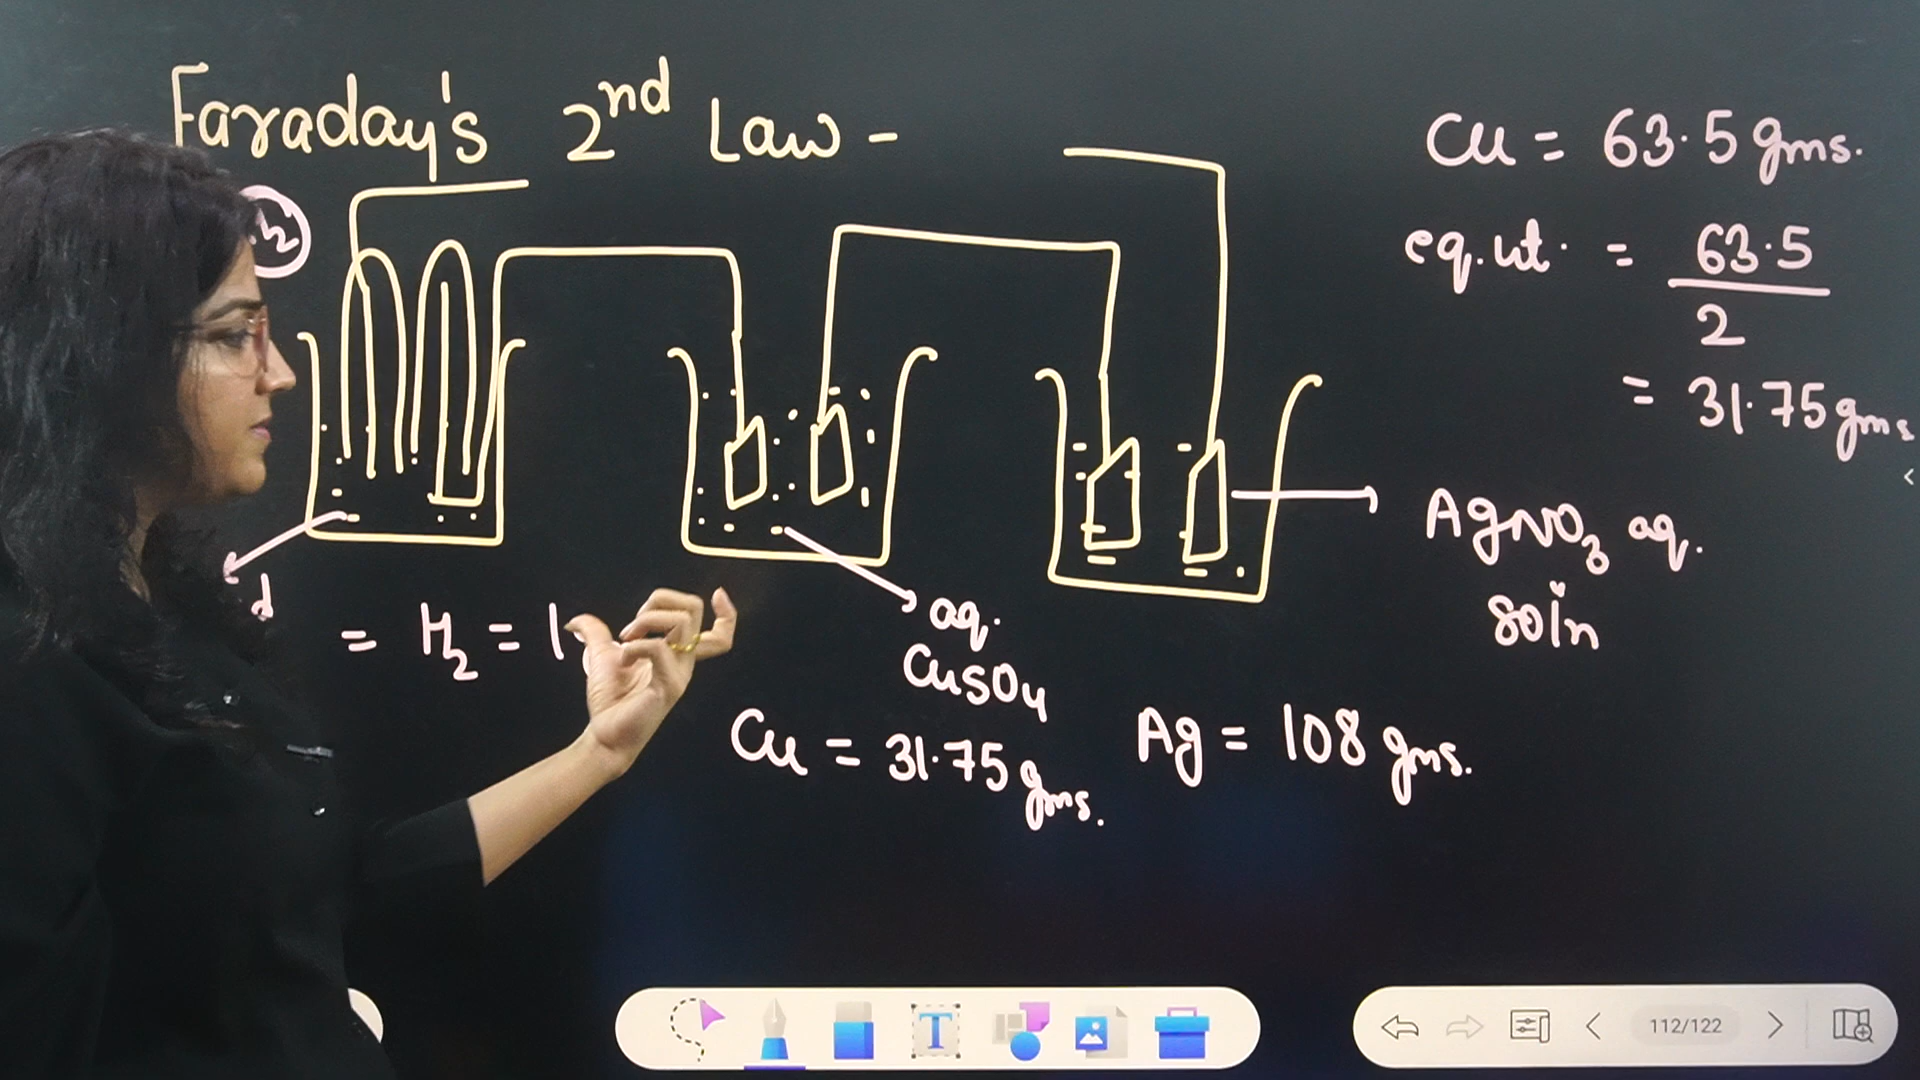 Faraday's 2nd Law -
Cu = 63.5 gms.
eq. wt. = 63.5
2
= 31.75 gms
= H2 = 1
aq.
CuSO4
AgNO3 aq.
soln
Cu = 31.75 gms.
Ag = 108 gms.
T
112/122